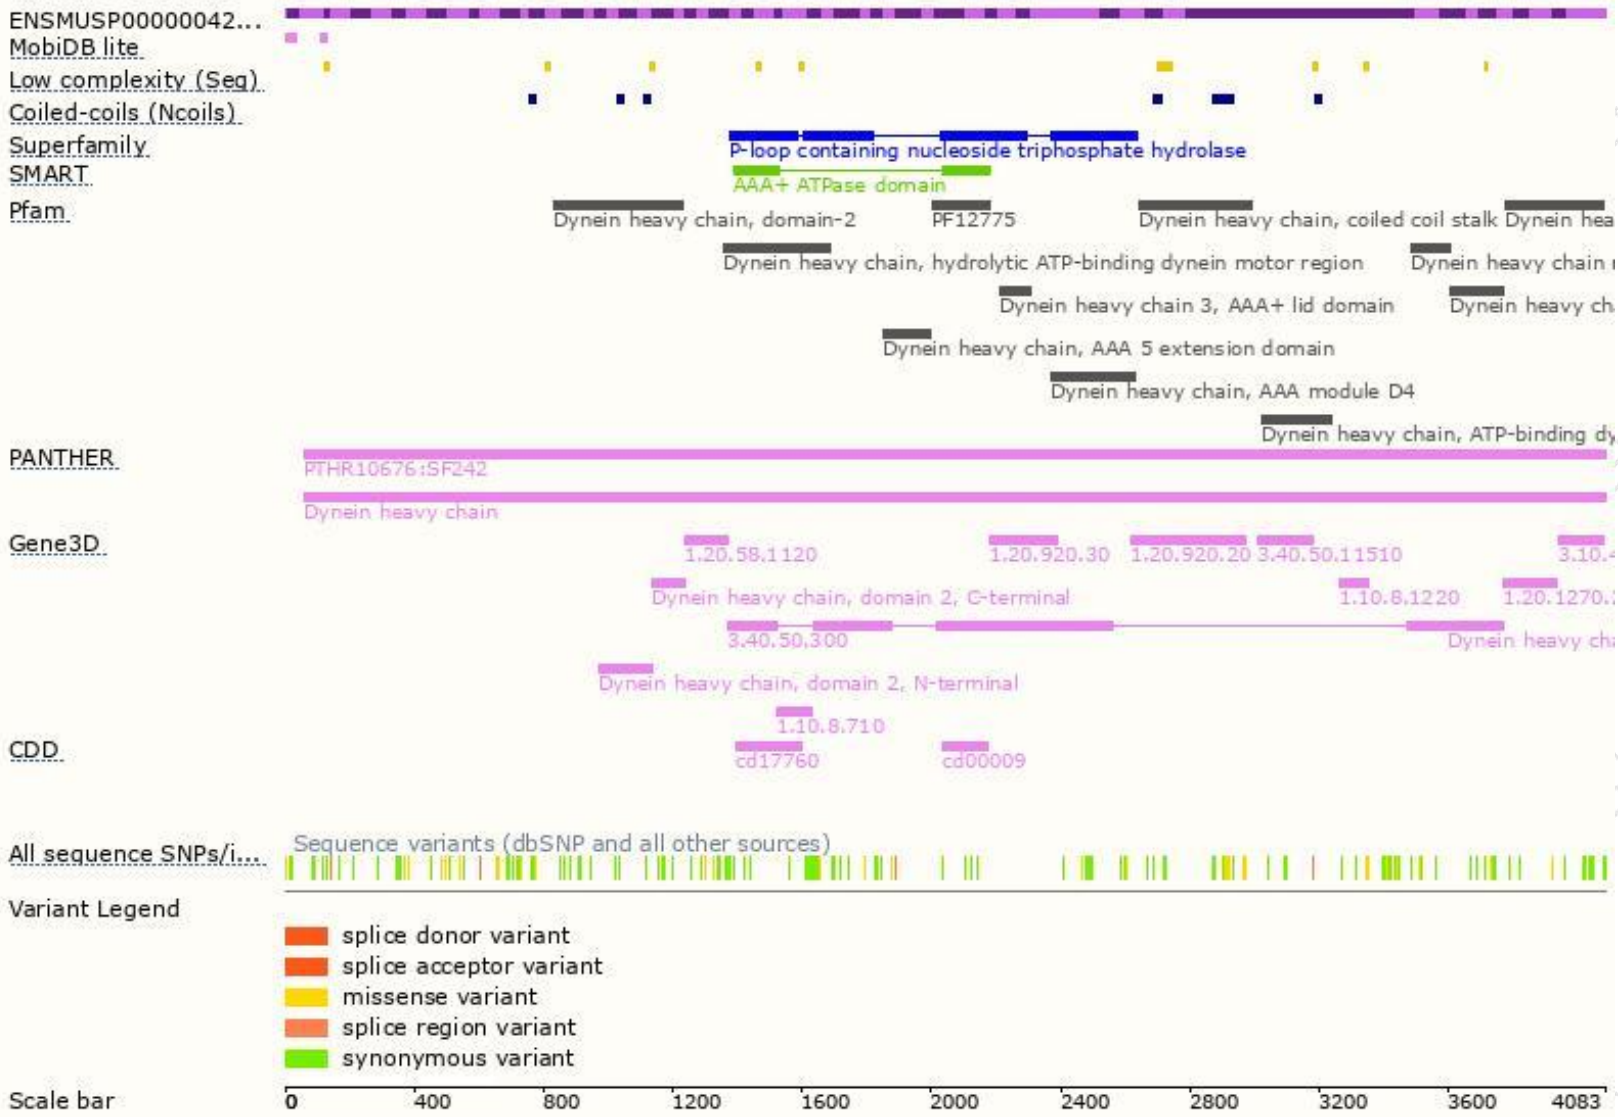 ENSMUSP00000042...
MobiDB lite
Low complexity (Seg)
Coiled-coils (Ncoils)
Superfamily
P-loop containing nucleoside triphosphate hydrolase
SMART
AAA+ ATPase domain
Pfam
Dynein heavy chain, domain-2
PF12775
Dynein heavy chain, coiled coil stalk
Dynein hea
Dynein heavy chain, hydrolytic ATP-binding dynein motor region
Dynein heavy chain
Dynein heavy chain 3, AAA+ lid domain
Dynein heavy ch
Dynein heavy chain, AAA 5 extension domain
Dynein heavy chain, AAA module D4
Dynein heavy chain, ATP-binding dy
PANTHER
PTHR10676:SF242
Dynein heavy chain
Gene3D
1.20.58.1120
1.20.920.30
1.20.920.20
3.40.50.11510
3.10.4
Dynein heavy chain, domain 2, C-terminal
1.10.8.1220
1.20.1270.
3.40.50.300
Dynein heavy cha
Dynein heavy chain, domain 2, N-terminal
1.10.8.710
CDD
cd17760
cd00009
Sequence variants (dbSNP and all other sources)
All sequence SNPs/i...
Variant Legend
splice donor variant
splice acceptor variant
missense variant
splice region variant
synonymous variant
Scale bar
0 400 800 1200 1600 2000 2400 2800 3200 3600 4083